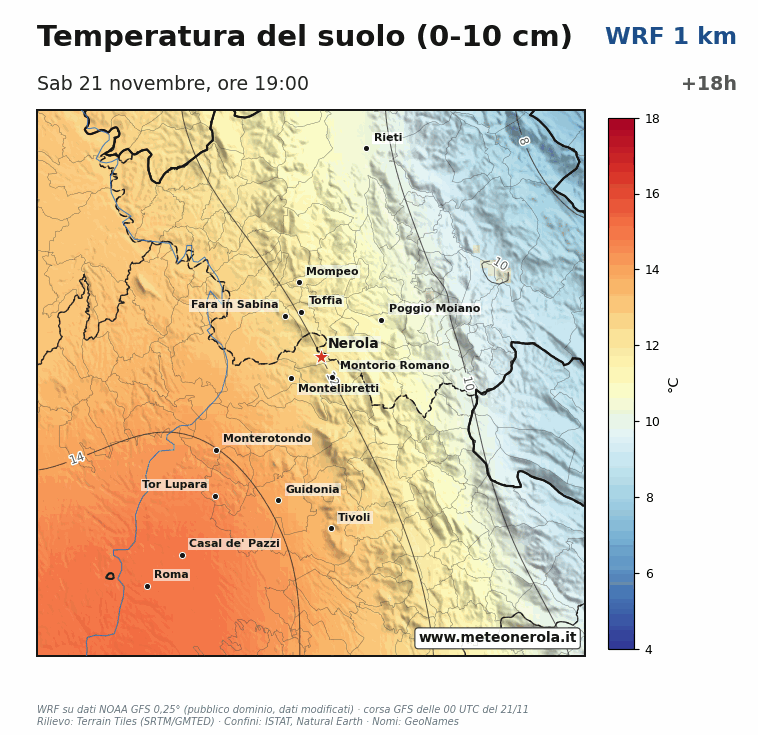 Temperatura del suolo (0-10 cm)
WRF 1 km
Sab 21 novembre, ore 19:00
+18h
Rieti
8
10
Mompeo
Fara in Sabina
Toffia
Poggio Moiano
Nerola
Montorio Romano
10
Montelibretti
Monterotondo
14
Tor Lupara
Guidonia
Tivoli
Casal de' Pazzi
Roma
www.meteonerola.it
18
16
14
12
10
8
6
4
°C
WRF su dati NOAA GFS 0,25° (pubblico dominio, dati modificati) · corsa GFS delle 00 UTC del 21/11
Rilievo: Terrain Tiles (SRTM/GMTED) · Confini: ISTAT, Natural Earth · Nomi: GeoNames